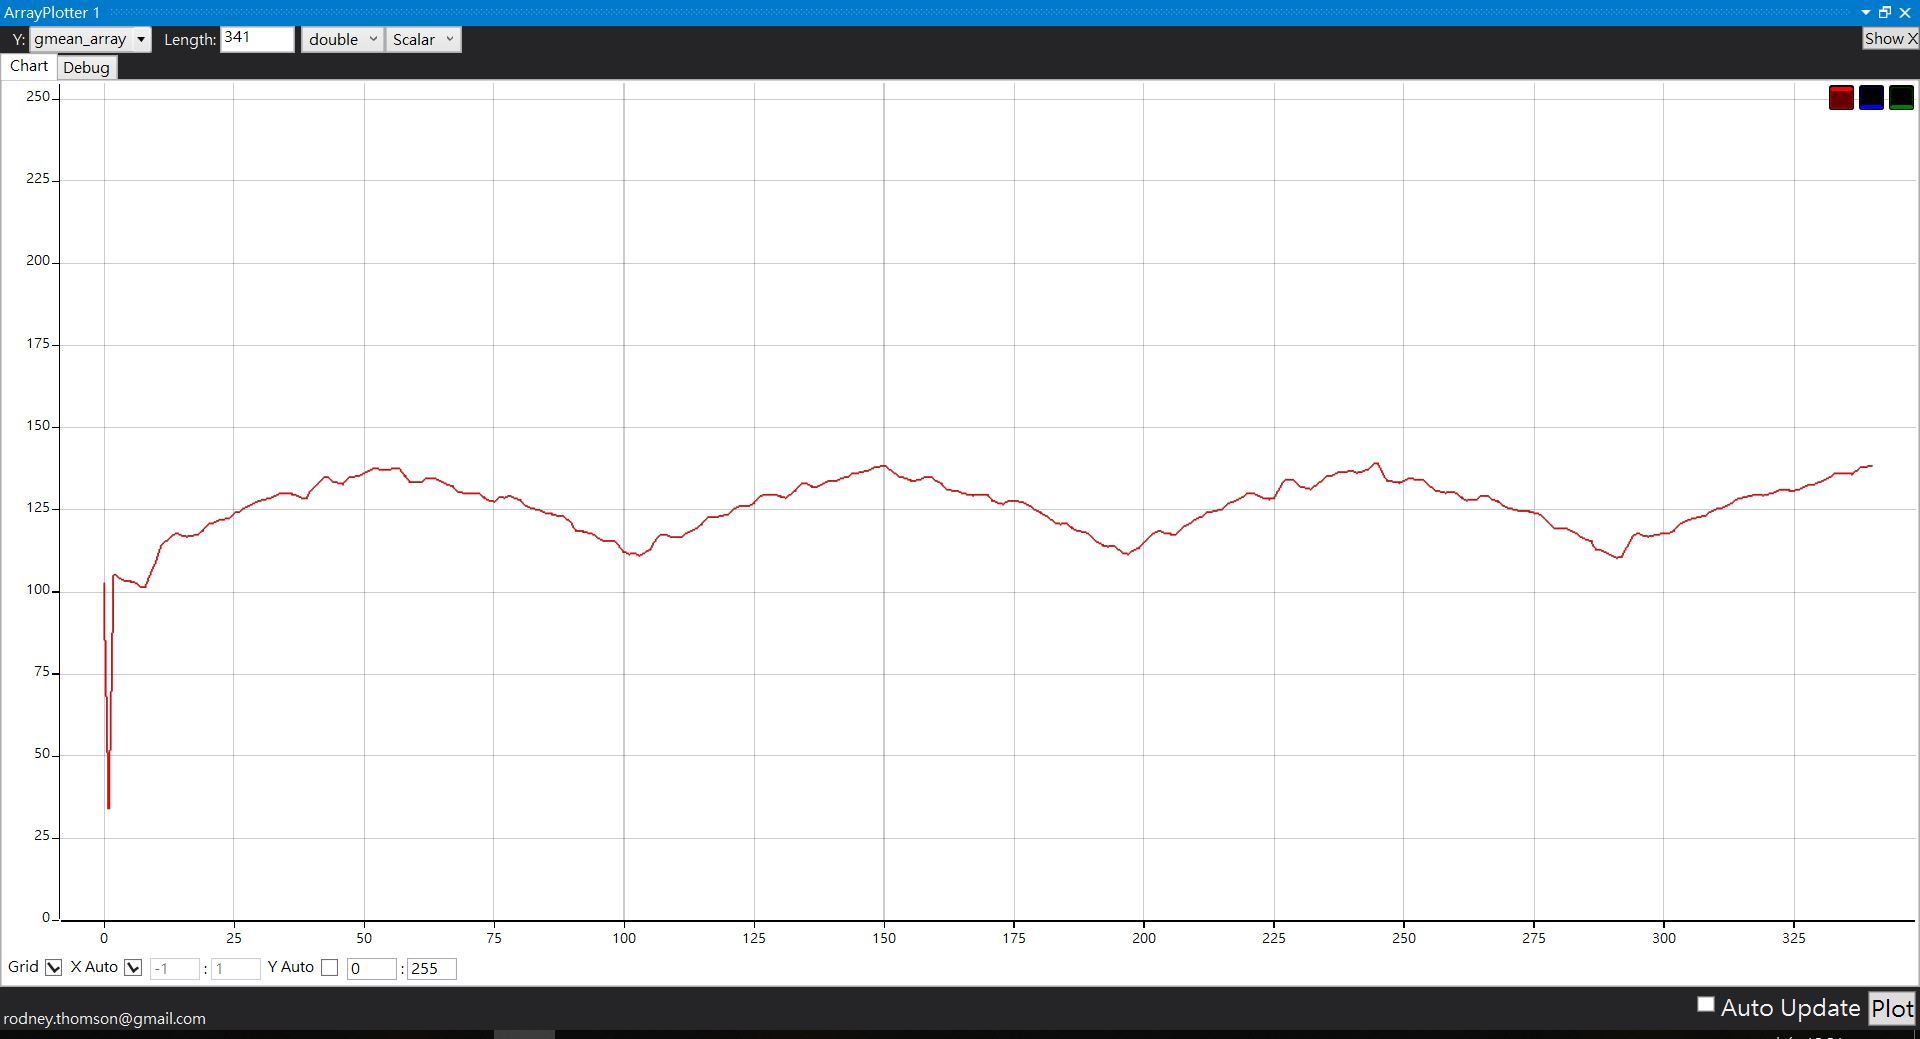 ArrayPlotter 1
Y: gmean_array Length: 341 double Scalar Show X
Chart Debug
250
225
200
175
150
125
100
75
50
25
0
0 25 50 75 100 125 150 175 200 225 250 275 300 325
Grid X Auto -1 : 1 Y Auto 0 : 255
Auto Update Plot
rodney.thomson@gmail.com